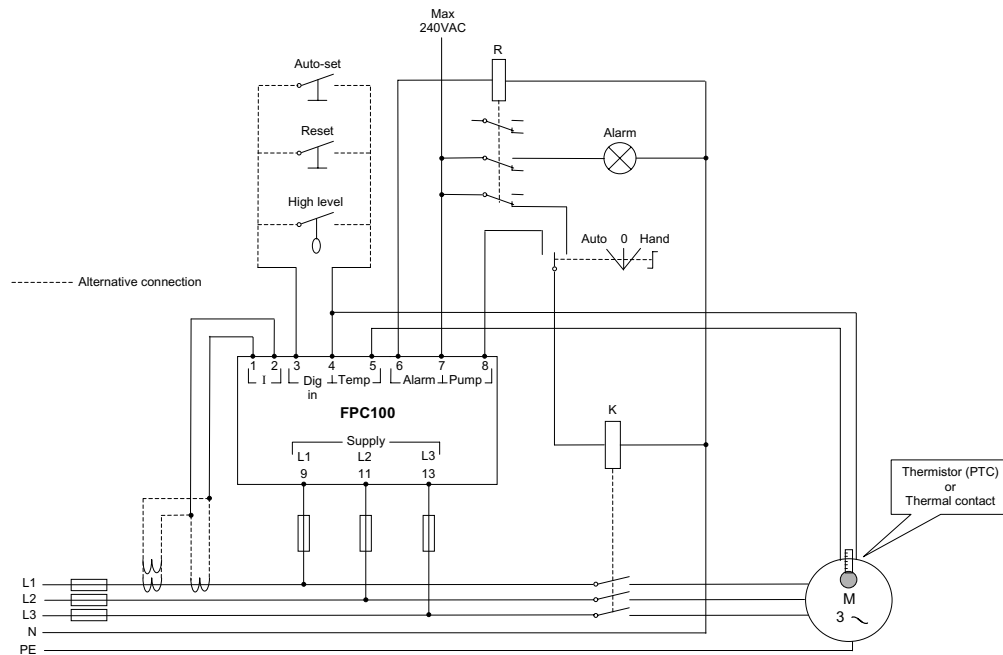 Max
240VAC
R
Auto-set
Reset
Alarm
High level
Auto 0 Hand
Alternative connection
1 2 3 4 5 6 7 8
I Dig Temp Alarm Pump
in
FPC100
K
Supply
L1 L2 L3
9 11 13
Thermistor (PTC)
or
Thermal contact
L1
L2
L3
N
PE
M
3